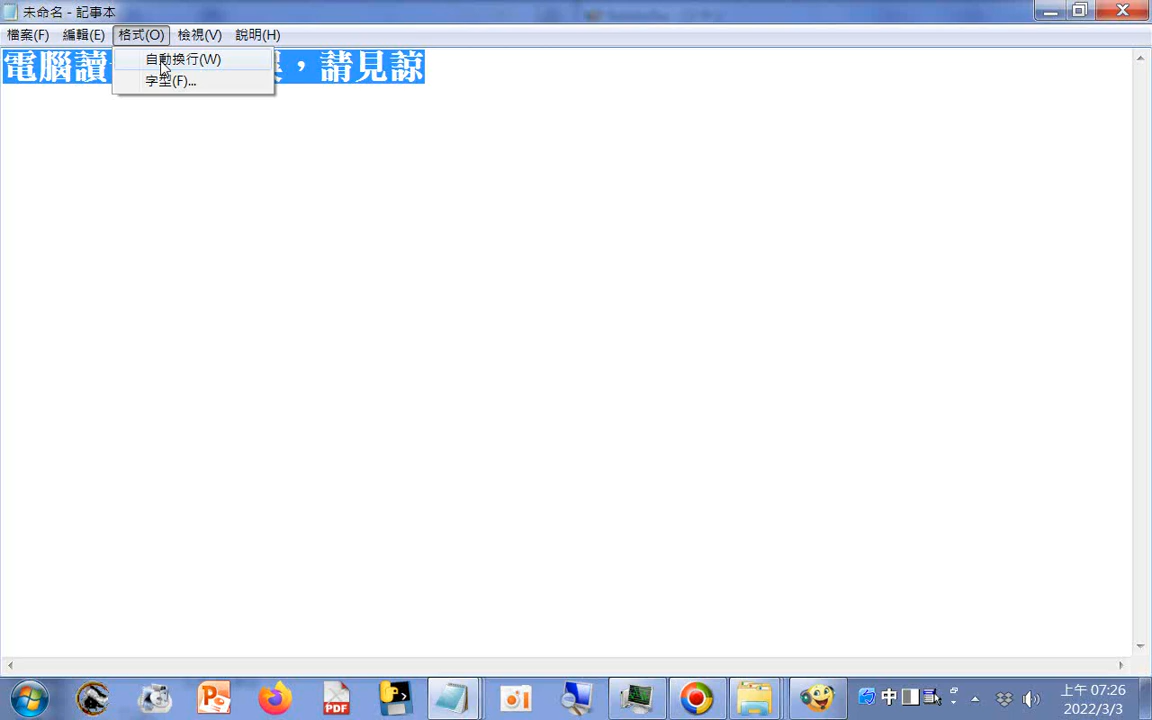 未命名 - 記事本
檔案(F) 編輯(E) 格式(O) 檢視(V) 說明(H)
自動換行(W)
字型(F)...
電腦讀
，請見諒
中
上午 07:26
2022/3/3
PDF